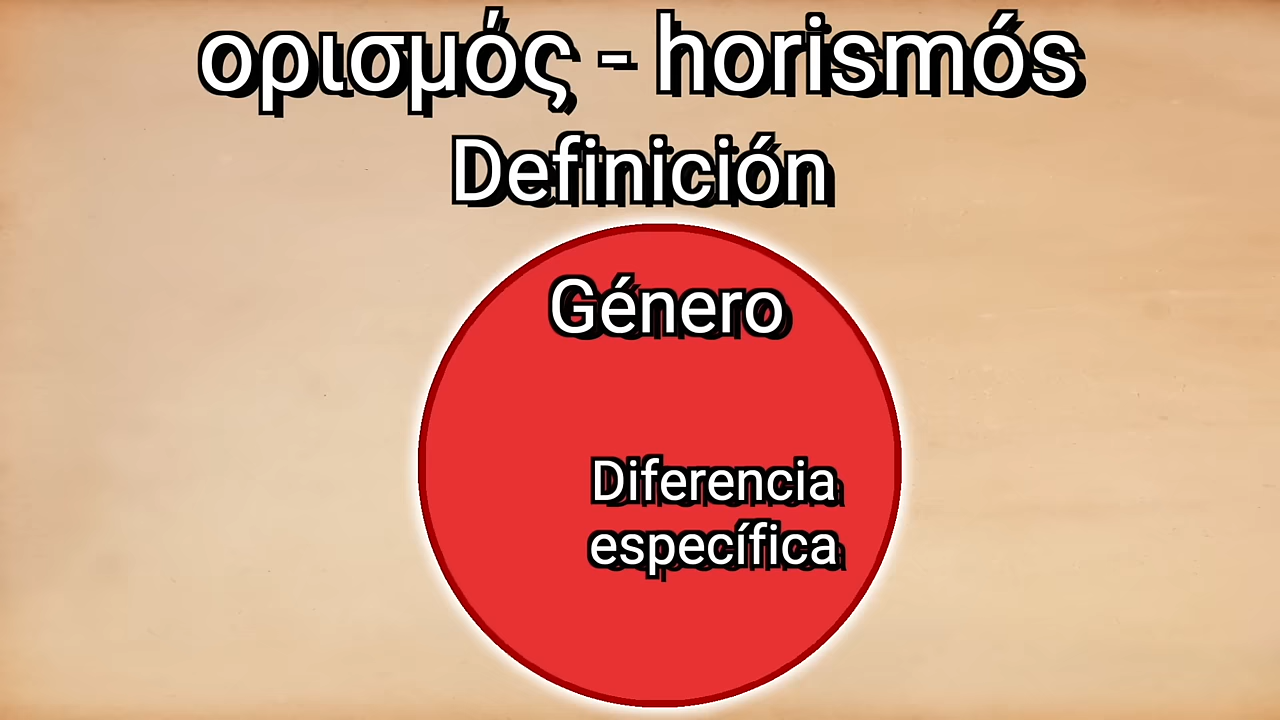 ορισμός - horismós
Definición
Género
Diferencia
específica